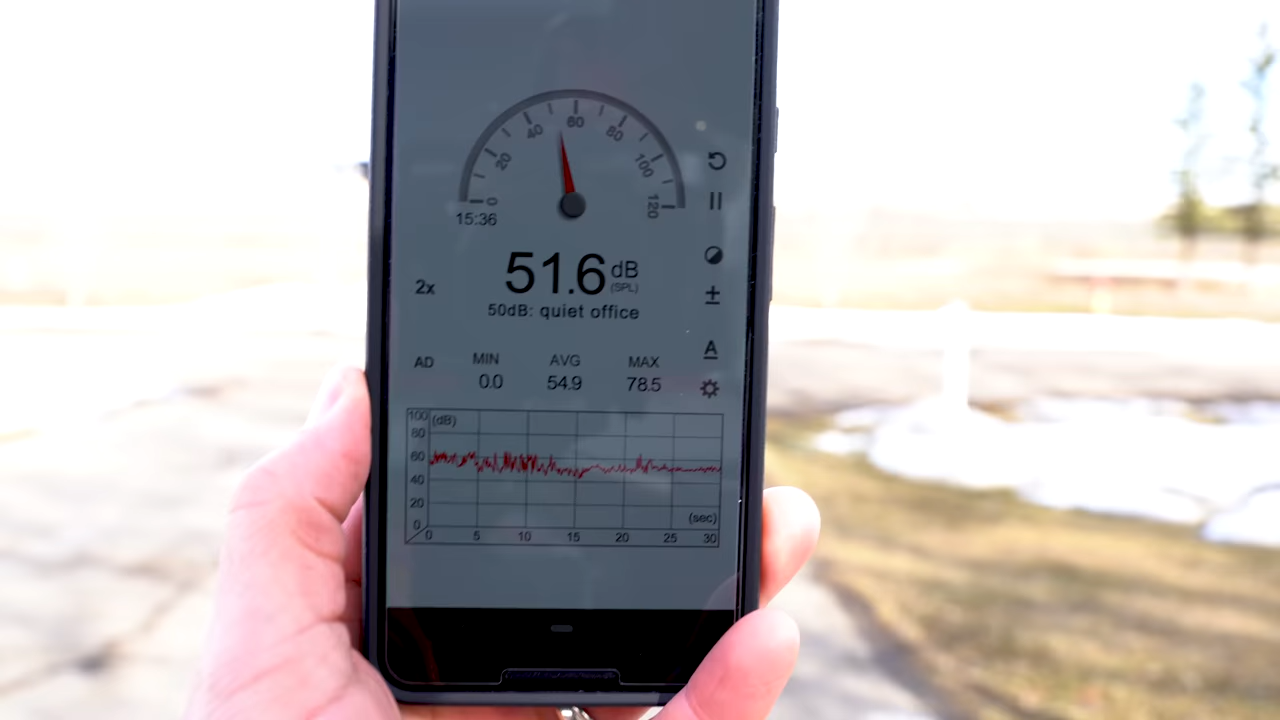 0 20 40 60 80 100 120
15:36
2x
51.6 dB
(SPL)
50dB: quiet office
AD
MIN AVG MAX
0.0 54.9 78.5
A
(dB)
100
80
60
40
20
0
(sec)
0 5 10 15 20 25 30